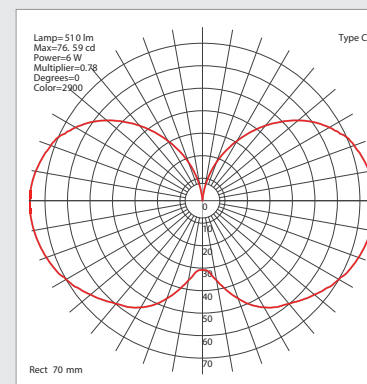 Lamp=510 lm
Max=76. 59 cd
Power=6 W
Multiplier=0.78
Degrees=0
Color=2900
Type C
0
10
20
30
40
50
60
70
Rect 70 mm